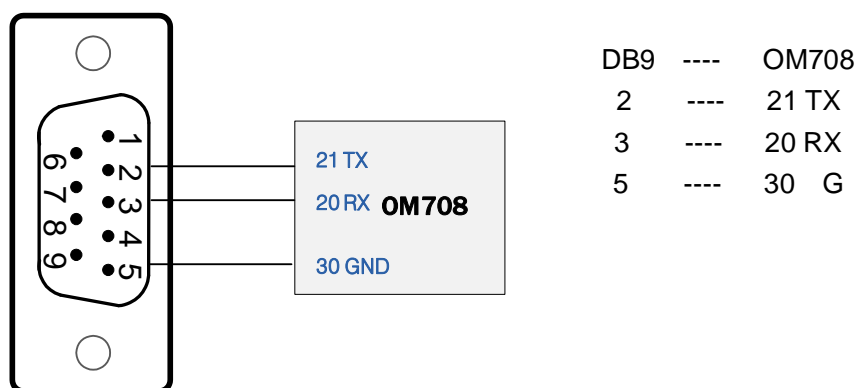 1
2
3
4
5
6
7
8
9
21 TX
20 RX OM708
30 GND
DB9 ---- OM708
2 ---- 21 TX
3 ---- 20 RX
5 ---- 30 G